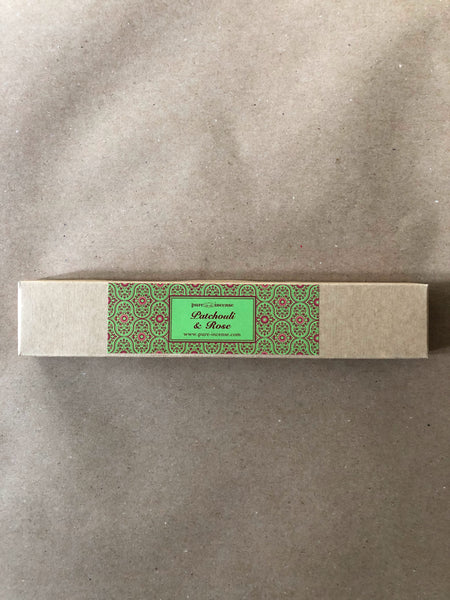 pure incense
Patchouli
& Rose
www.pure-incense.com